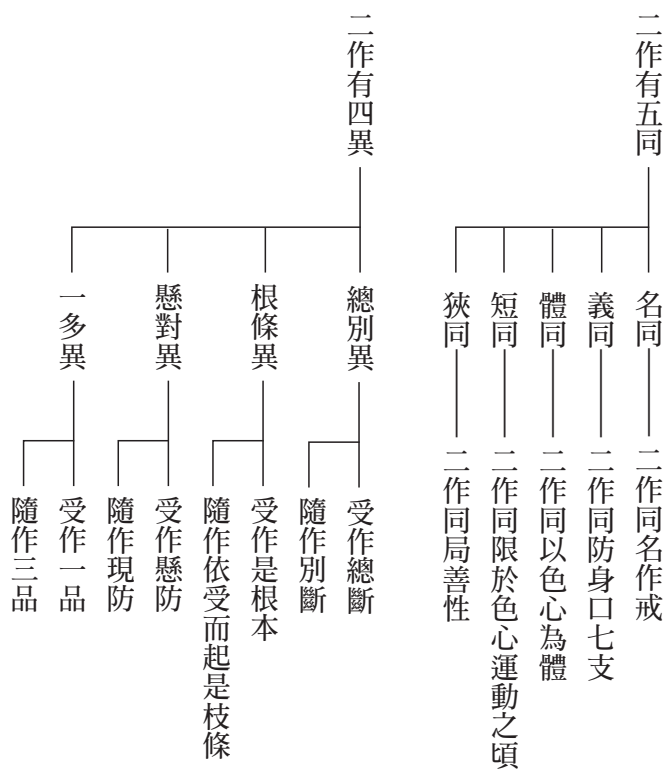 二作有五同
名同
二作同名作戒
義同
二作同防身口七支
體同
二作同以色心為體
短同
二作同限於色心運動之頃
狹同
二作同局善性
二作有四異
總別異
受作總斷
隨作別斷
根條異
受作是根本
隨作依受而起是枝條
懸對異
受作懸防
隨作現防
一多異
受作一品
隨作三品